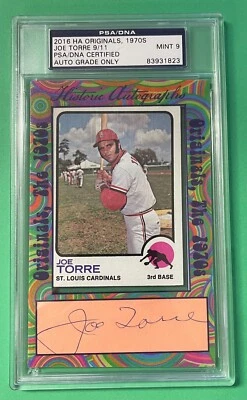 PSA/DNA
2016 HA ORIGINALS, 1970S
JOE TORRE 9/11
PSA/DNA CERTIFIED
AUTO GRADE ONLY
MINT 9
83931823
Historic Autographs
Originals, The 1970s
Originals, The 1970s
JOE
TORRE
ST. LOUIS CARDINALS
3rd BASE
Joe Torre